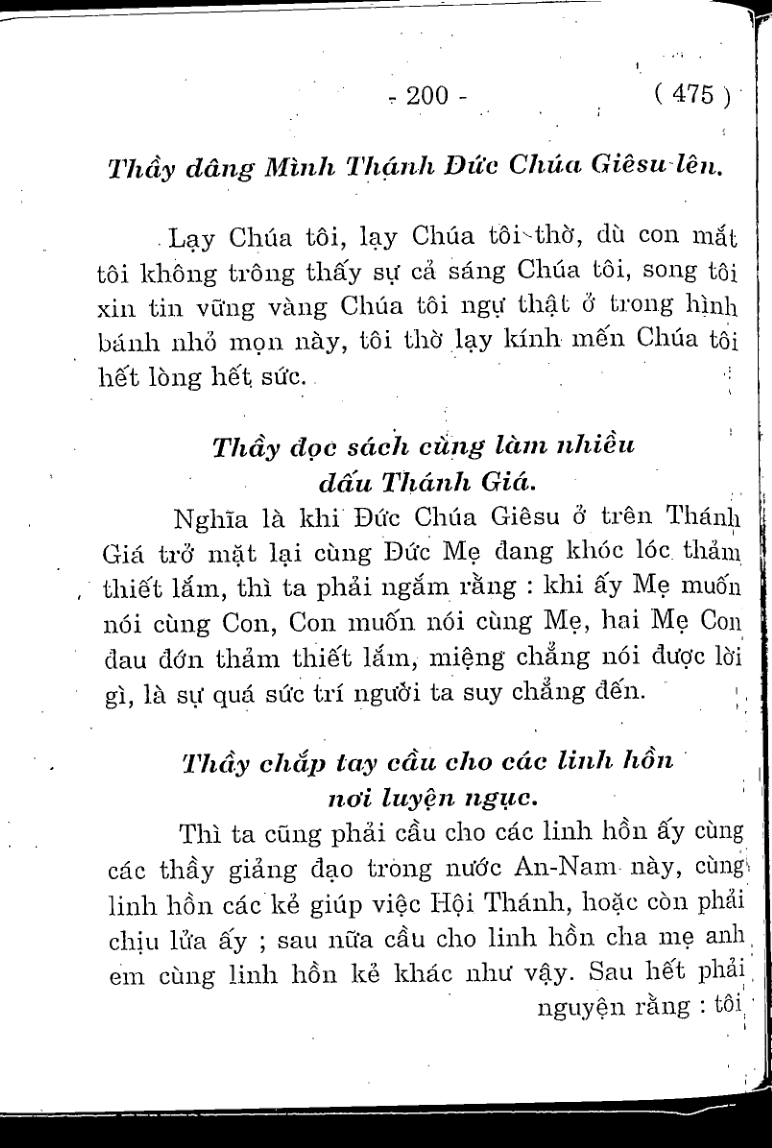 - 200 -
( 475 )
Thầy dâng Mình Thánh Đức Chúa Giêsu lên.
Lạy Chúa tôi, lạy Chúa tôi thờ, dù con mắt
tôi không trông thấy sự cả sáng Chúa tôi, song tôi
xin tin vững vàng Chúa tôi ngự thật ở trong hình
bánh nhỏ mọn này, tôi thờ lạy kính mến Chúa tôi
hết lòng hết sức.
Thầy đọc sách cùng làm nhiều
dấu Thánh Giá.
Nghĩa là khi Đức Chúa Giêsu ở trên Thánh
Giá trở mặt lại cùng Đức Mẹ đang khóc lóc thảm
thiết lắm, thì ta phải ngắm rằng : khi ấy Mẹ muốn
nói cùng Con, Con muốn nói cùng Mẹ, hai Mẹ Con
đau đớn thảm thiết lắm, miệng chẳng nói được lời
gì, là sự quá sức trí người ta suy chẳng đến.
Thầy chắp tay cầu cho các linh hồn
nơi luyện ngục.
Thì ta cũng phải cầu cho các linh hồn ấy cùng
các thầy giảng đạo trong nước An-Nam này, cùng
linh hồn các kẻ giúp việc Hội Thánh, hoặc còn phải
chịu lửa ấy ; sau nữa cầu cho linh hồn cha mẹ anh
em cùng linh hồn kẻ khác như vậy. Sau hết phải
nguyện rằng : tôi